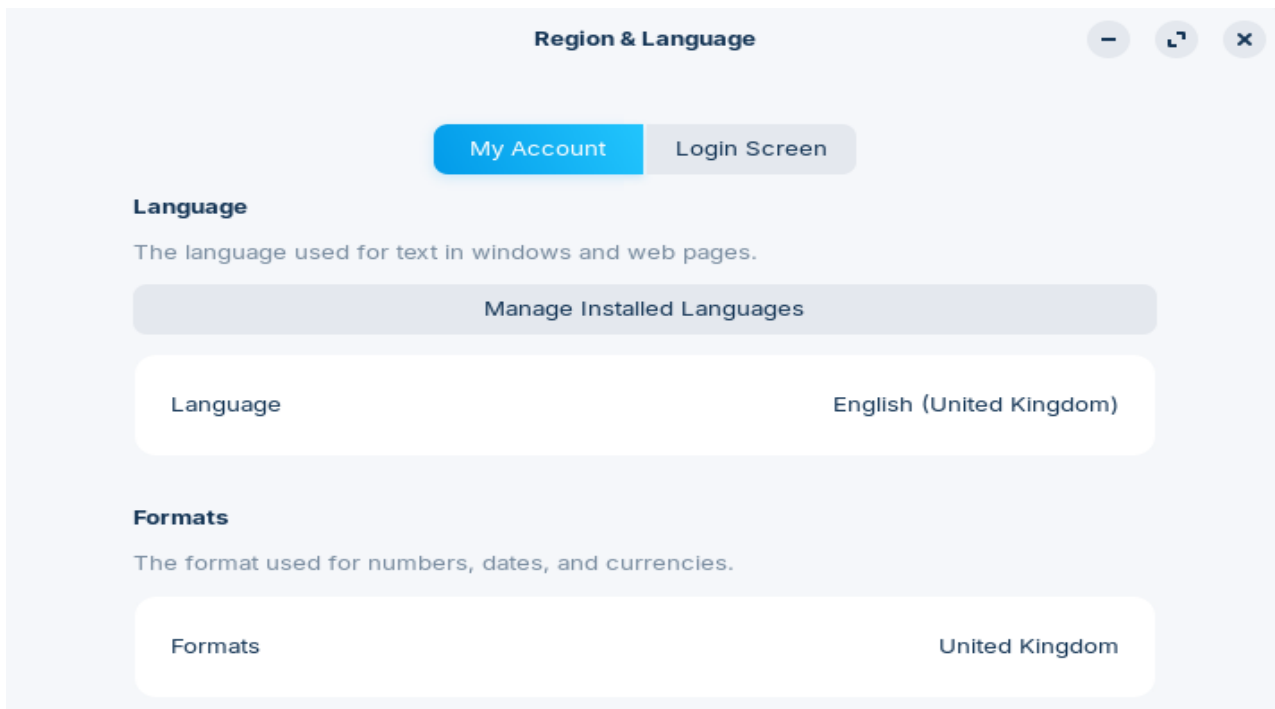 Region & Language
My Account
Login Screen
Language
The language used for text in windows and web pages.
Manage Installed Languages
Language
English (United Kingdom)
Formats
The format used for numbers, dates, and currencies.
Formats
United Kingdom